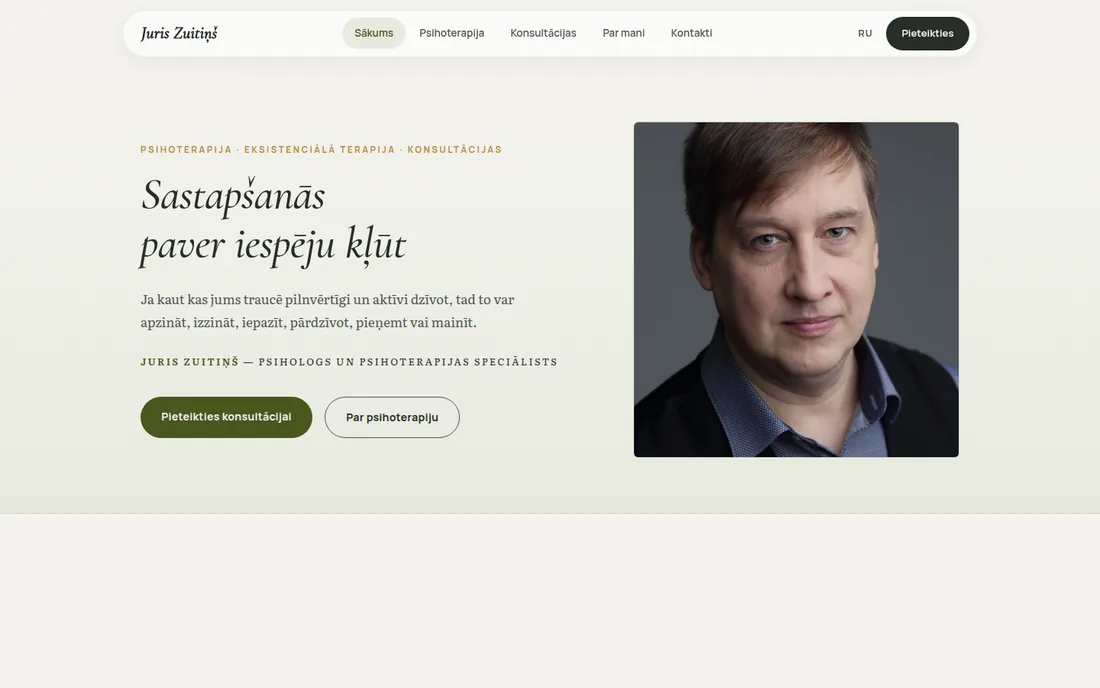 Juris Zuitiņš
Sākums
Psihoterapija
Konsultācijas
Par mani
Kontakti
RU
Pieteikties
PSIHOTERAPIJA · EKSISTENCIĀLĀ TERAPIJA · KONSULTĀCIJAS
Sastapšanās
paver iespēju kļūt
Ja kaut kas jums traucē pilnvērtīgi un aktīvi dzīvot, tad to var
apzināt, izzināt, iepazīt, pārdzīvot, pieņemt vai mainīt.
JURIS ZUITIŅŠ — PSIHOLOGS UN PSIHOTERAPIJAS SPECIĀLISTS
Pieteikties konsultācijai
Par psihoterapiju